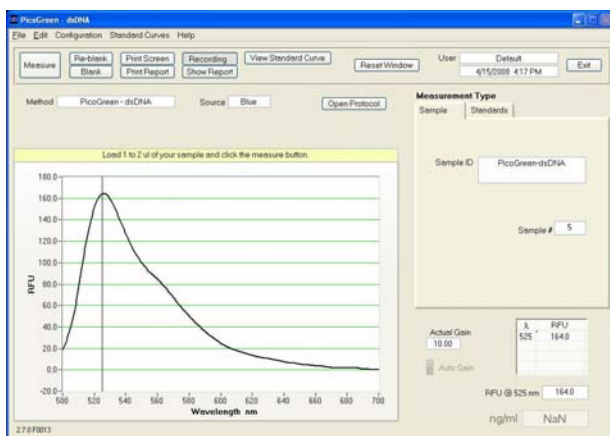 PicoGreen - dsDNA
File Edit Configuration Standard Curves Help
Measure
Re-blank
Print Screen
Recording
View Standard Curve
Blank
Print Report
Show Report
Reset Window
User
Default
4/15/2008 4:17 PM
Exit
Method
PicoGreen - dsDNA
Source
Blue
Open Protocol
Measurement Type
Sample
Standards
Sample ID
PicoGreen-dsDNA
Sample #
5
Load 1 to 2 ul of your sample and click the measure button.
RFU
180.0
160.0
140.0
120.0
100.0
80.0
60.0
40.0
20.0
0.0
-20.0
500 520 540 560 580 600 620 640 660 680 700
Wavelength nm
Actual Gain
10.00
Auto Gain
λ RFU
525 164.0
RFU @ 525 nm
164.0
ng/ml
NaN
2.7.0 F0013